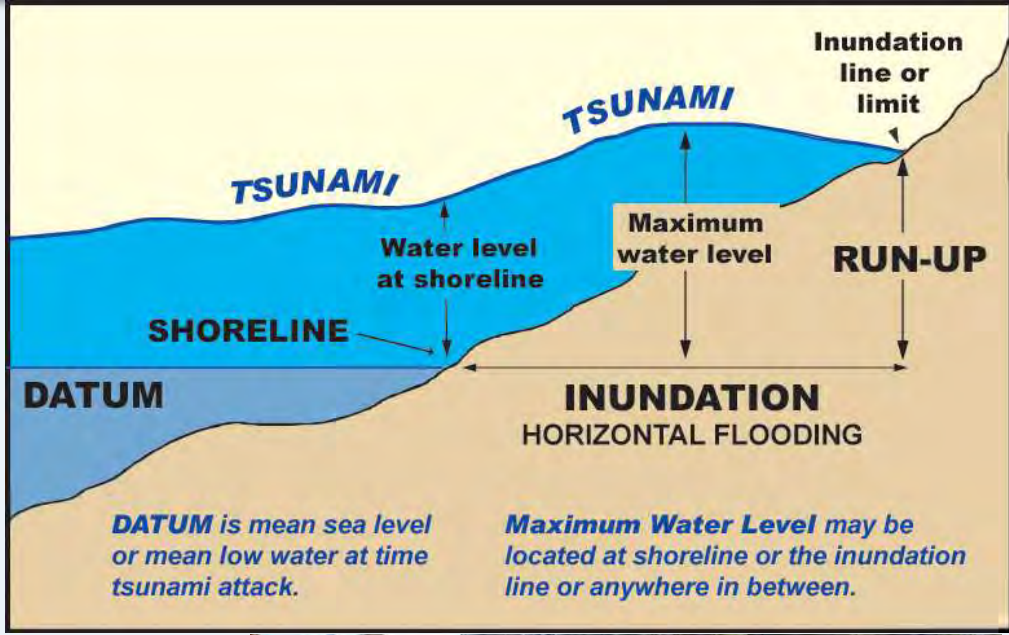 Inundation
line or
limit
TSUNAMI
TSUNAMI
Water level
at shoreline
Maximum
water level
RUN-UP
SHORELINE
DATUM
INUNDATION
HORIZONTAL FLOODING
DATUM is mean sea level
or mean low water at time
tsunami attack.
Maximum Water Level may be
located at shoreline or the inundation
line or anywhere in between.